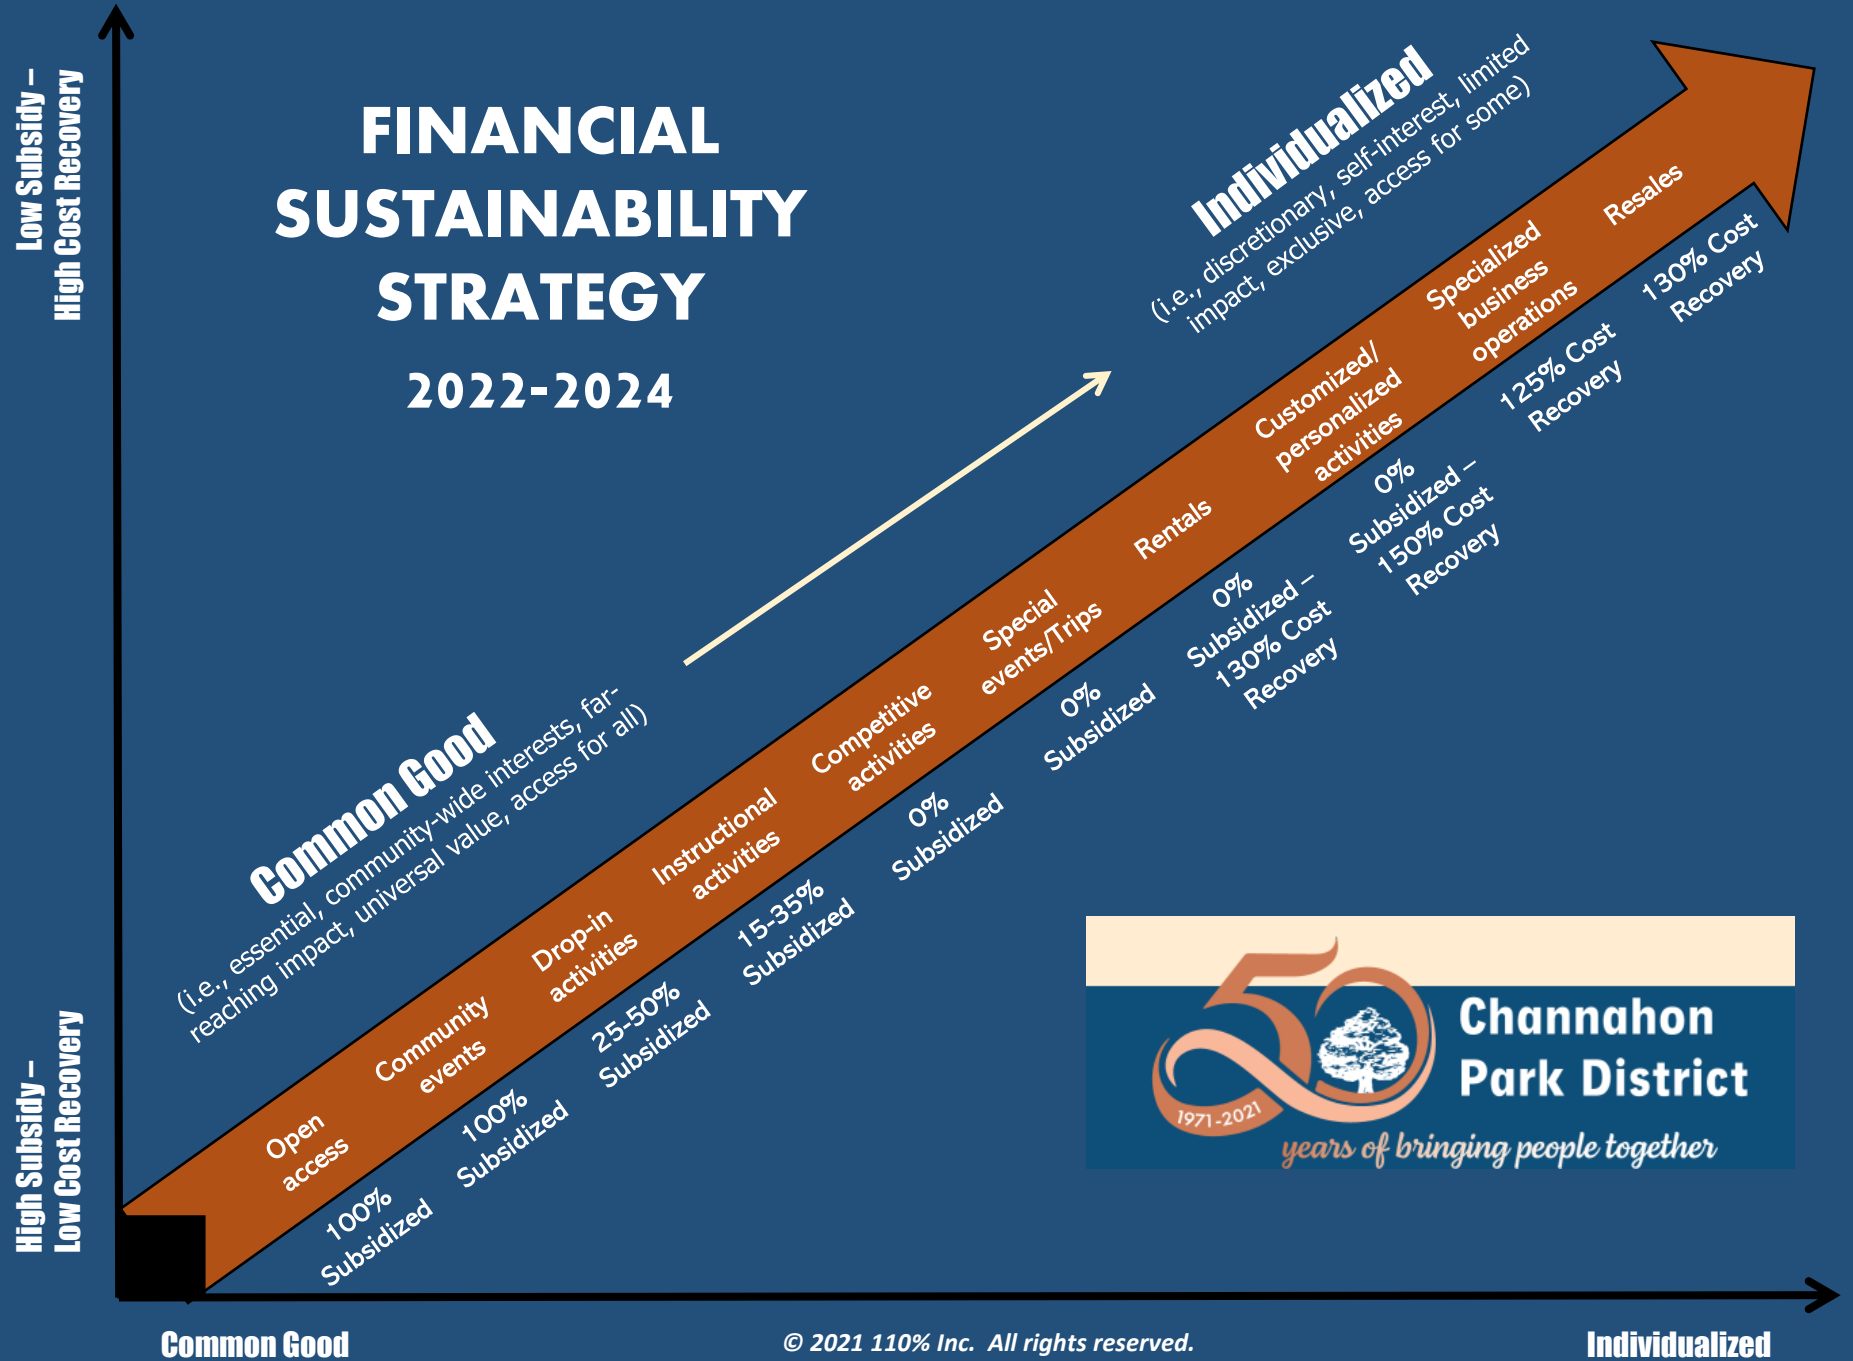 FINANCIAL
SUSTAINABILITY
STRATEGY
2022-2024
Low Subsidy –
High Cost Recovery
High Subsidy –
Low Cost Recovery
Common Good
(i.e., essential, community-wide interests, far-
reaching impact, universal value, access for all)
Individualized
(i.e., discretionary, self-interest, limited
impact, exclusive, access for some)
Open
access
100%
Subsidized
Community
events
100%
Subsidized
Drop-in
activities
25-50%
Subsidized
Instructional
activities
15-35%
Subsidized
Competitive
activities
0%
Subsidized
Special
events/Trips
0%
Subsidized
Rentals
0%
Subsidized –
130% Cost
Recovery
Customized/
personalized
activities
0%
Subsidized –
150% Cost
Recovery
Specialized
business
operations
125% Cost
Recovery
Resales
130% Cost
Recovery
50
1971-2021
Channahon
Park District
years of bringing people together
Common Good
© 2021 110% Inc. All rights reserved.
Individualized